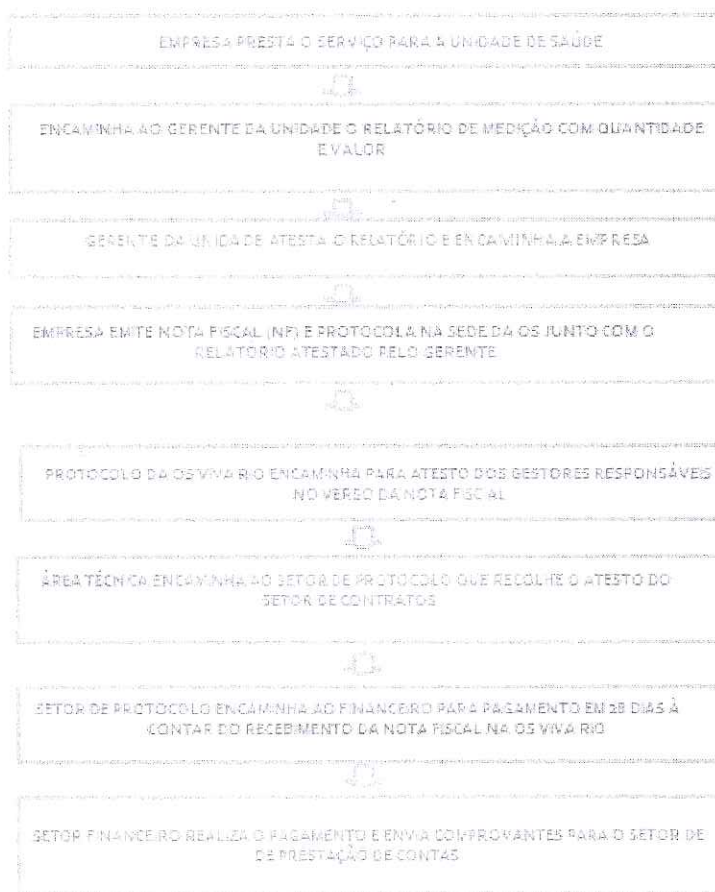 EMPRESA PRESTA O SERVIÇO PARA A UNIDADE DE SAÚDE
ENCAMINHA AO GERENTE DA UNIDADE O RELATÓRIO DE MEDIÇÃO COM QUANTIDADE
E VALOR
GERENTE DA UNIDADE ATESTA O RELATÓRIO E ENCAMINHA A EMPRESA
EMPRESA EMITE NOTA FISCAL (NF) E PROTOCOLA NA SEDE DA OS JUNTO COM O
RELATÓRIO ATESTADO PELO GERENTE
PROTOCOLO DA OS VIVA RIO ENCAMINHA PARA ATESTO DOS GESTORES RESPONSÁVEIS
NO VERSO DA NOTA FISCAL
ÁREA TÉCNICA ENCAMINHA AO SETOR DE PROTOCOLO QUE RECOLHE O ATESTO DO
SETOR DE CONTRATOS
SETOR DE PROTOCOLO ENCAMINHA AO FINANCEIRO PARA PAGAMENTO EM 28 DIAS À
CONTAR DO RECEBIMENTO DA NOTA FISCAL NA OS VIVA RIO
SETOR FINANCEIRO REALIZA O PAGAMENTO E ENVIA COMPROVANTES PARA O SETOR DE
DE PRESTAÇÃO DE CONTAS